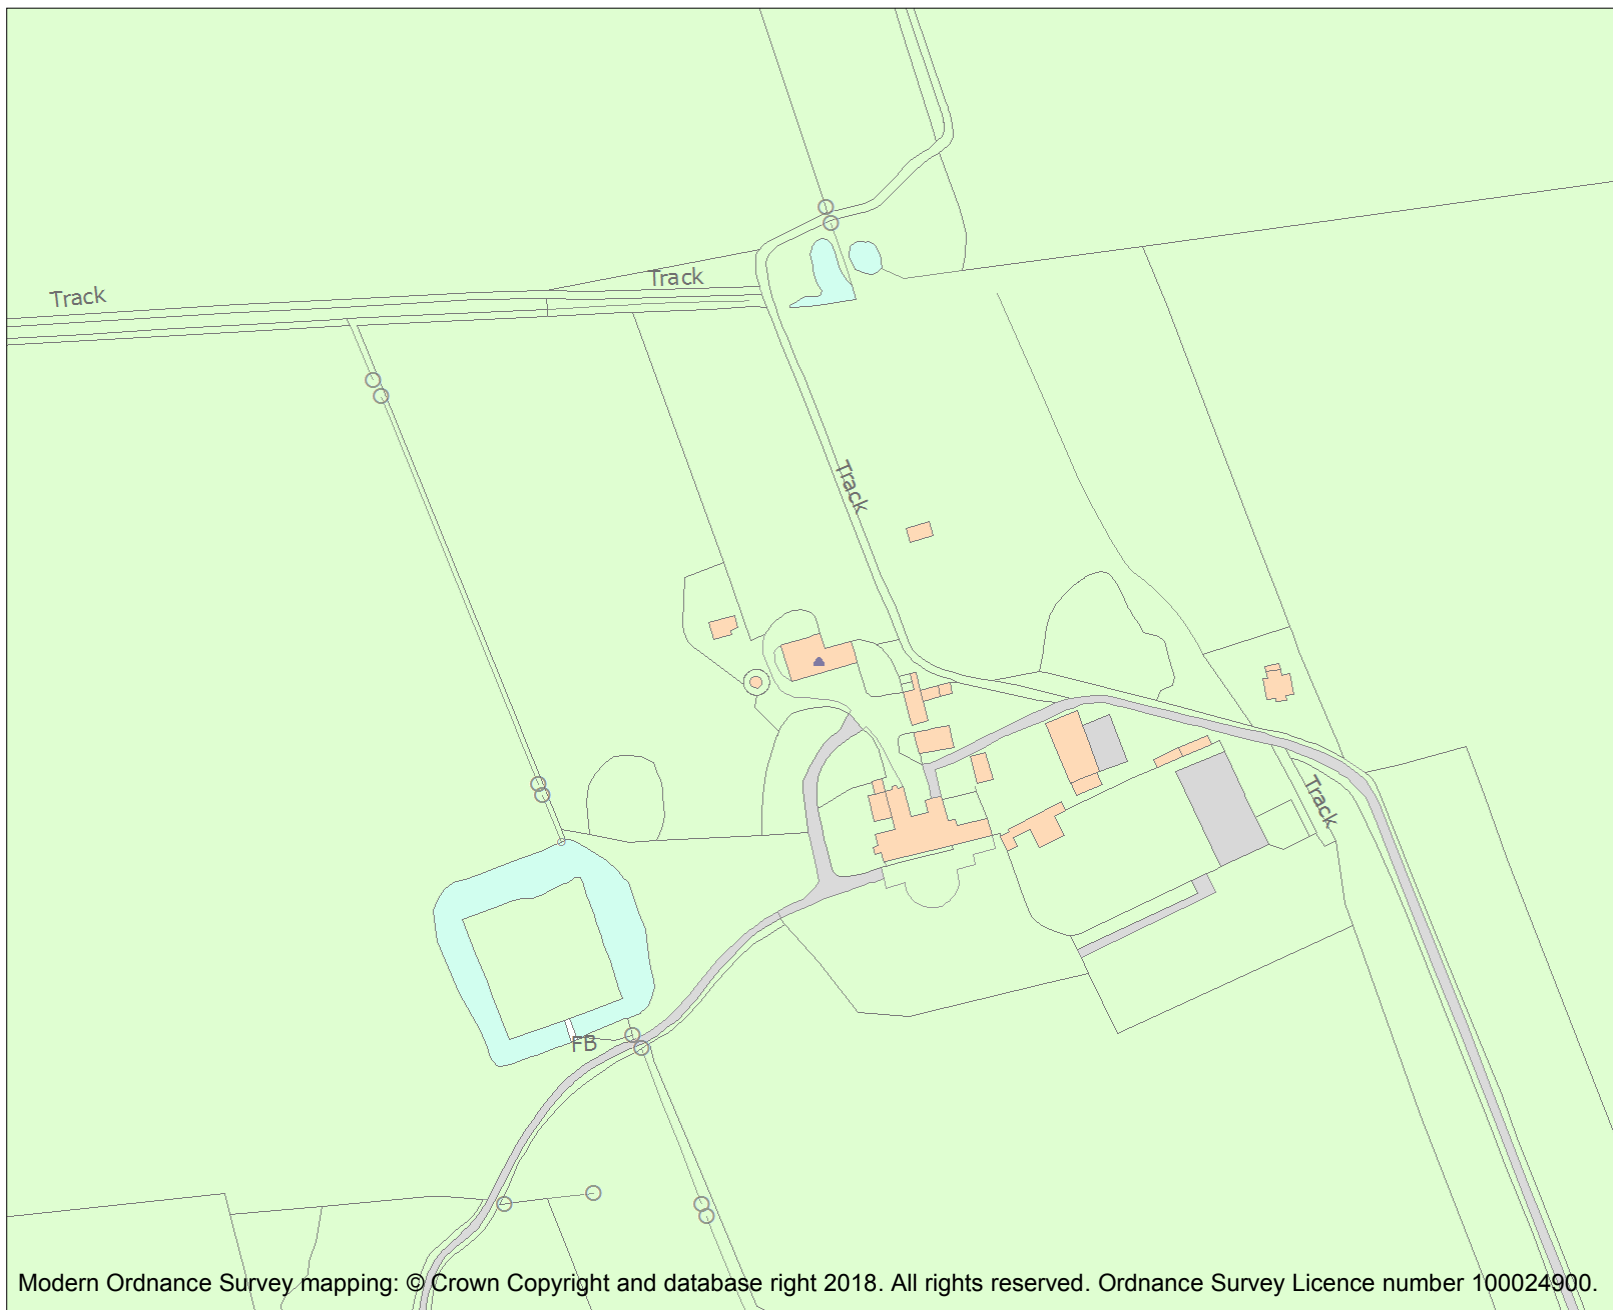 Track
Track
Track
Track
FB
Modern Ordnance Survey mapping: © Crown Copyright and database right 2018. All rights reserved. Ordnance Survey Licence number 100024900.